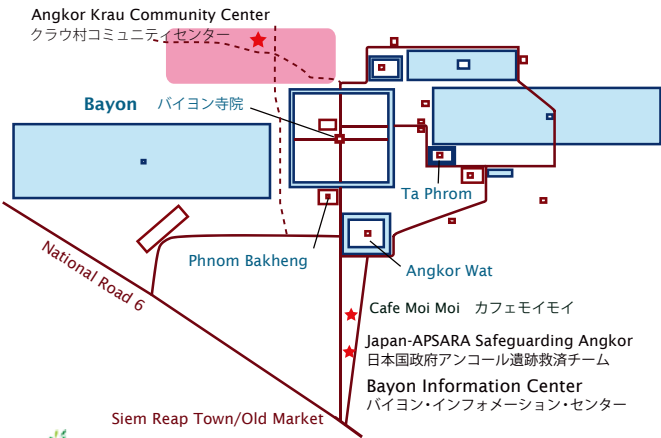 Angkor Krau Community Center
クラウ村コミュニティセンター
Bayon バイヨン寺院
Ta Phrom
Phnom Bakheng
Angkor Wat
National Road 6
Cafe Moi Moi カフェモイモイ
Japan-APSARA Safeguarding Angkor
日本国政府アンコール遺跡救済チーム
Bayon Information Center
バイヨン・インフォメーション・センター
Siem Reap Town/Old Market